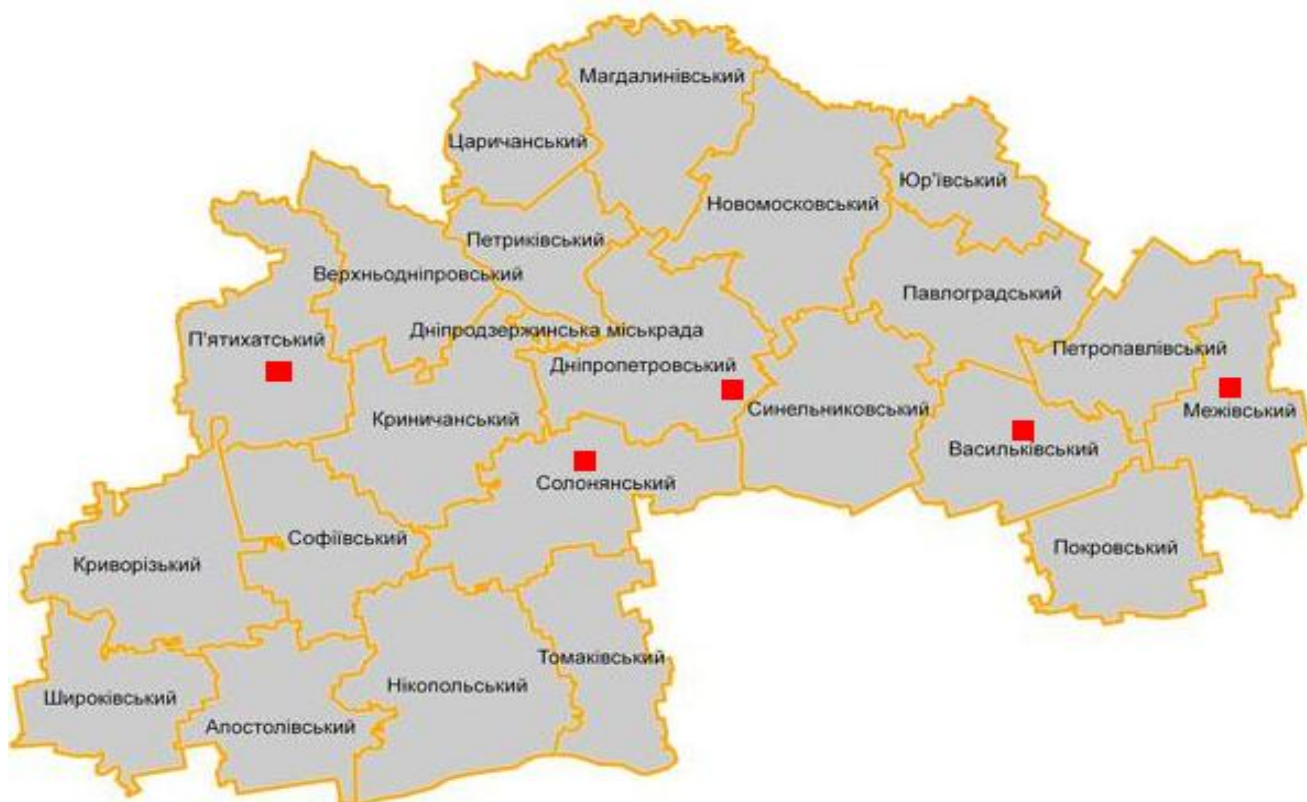 Магдалинівський
Царичанський
Юр'ївський
Новомосковський
Петриківський
Верхньодніпровський
Павлоградський
Дніпродзержинська міськрада
П'ятихатський
Петропавлівський
Дніпропетровський
Синельниковський
Межівський
Криничанський
Васильківський
Солонянський
Софіївський
Покровський
Криворізький
Томаківський
Нікопольський
Широківський
Апостолівський